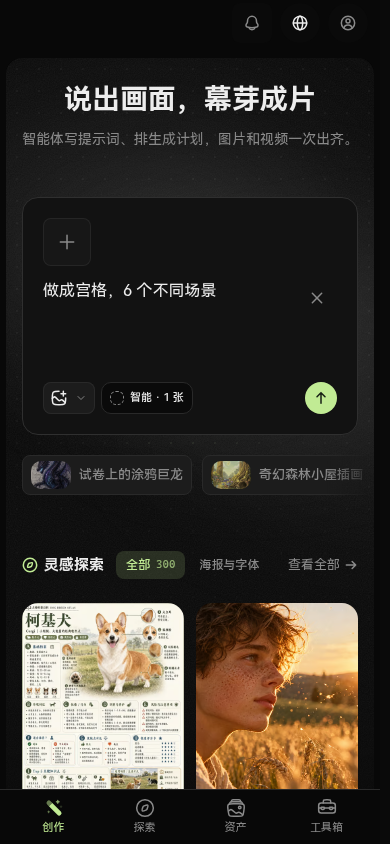 说出画面，幕芽成片
智能体写提示词、排生成计划，图片和视频一次出齐。
做成宫格，6 个不同场景
智能 · 1 张
试卷上的涂鸦巨龙
奇幻森林小屋插画
灵感探索
全部 300
海报与字体
查看全部
柯基犬
创作
探索
资产
工具箱